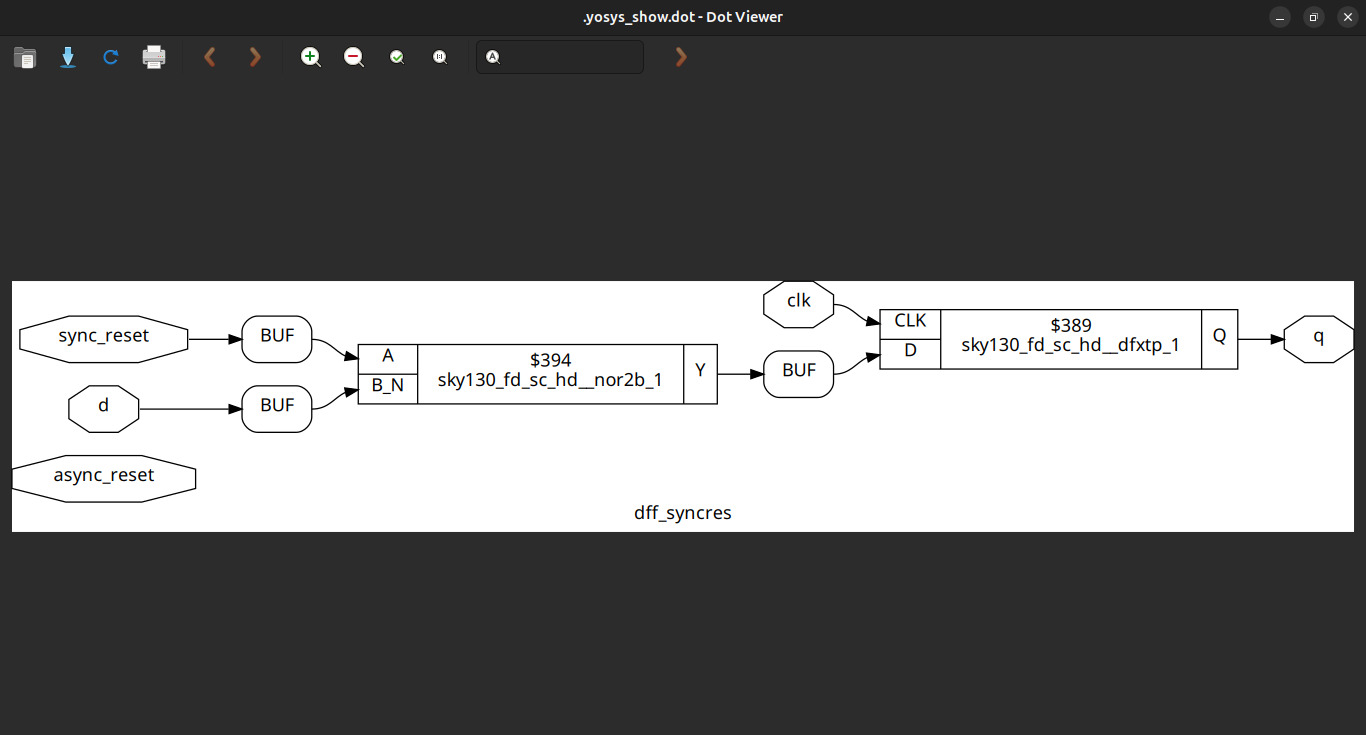 .yosys_show.dot - Dot Viewer
sync_reset
BUF
d
BUF
async_reset
A
B_N
$394
sky130_fd_sc_hd__nor2b_1
Y
clk
BUF
CLK
D
$389
sky130_fd_sc_hd__dfxtp_1
Q
q
dff_syncres